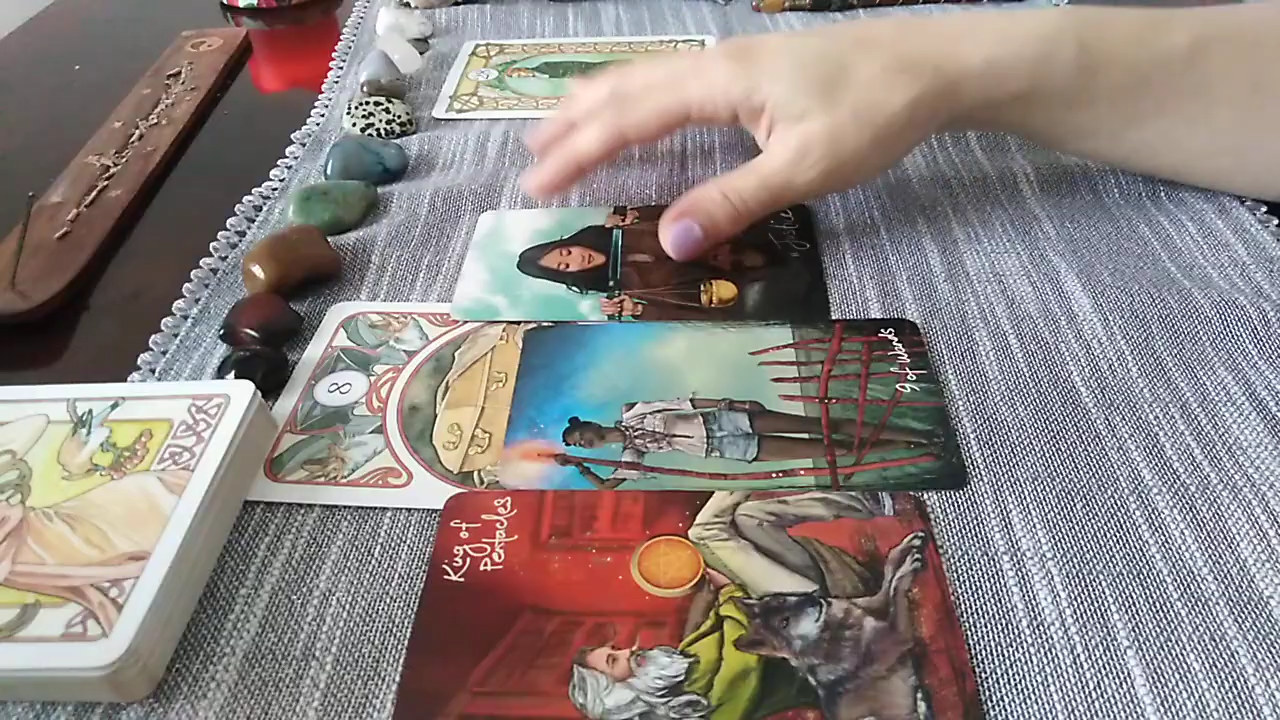 Justice
8
9 of Wands
King of
Pentacles